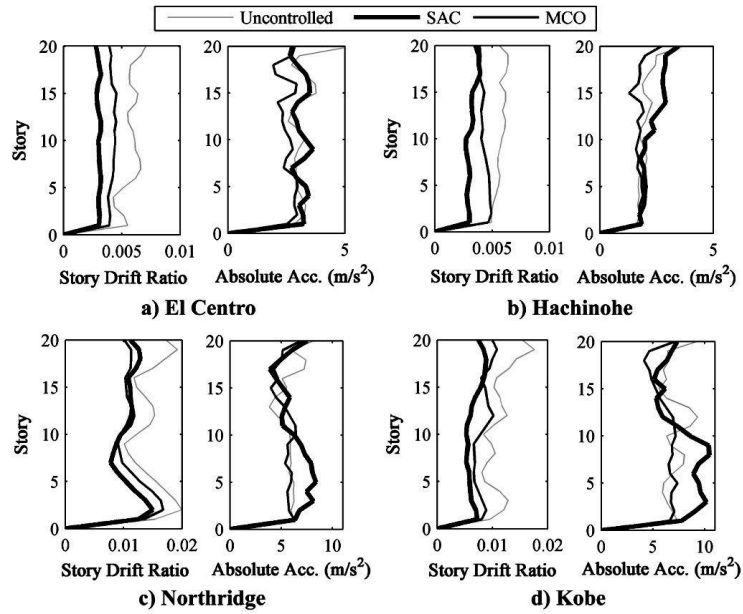 Uncontrolled SAC MCO
20
15
10
5
0
Story
0 0.005 0.01
Story Drift Ratio
20
15
10
5
0
0 5
Absolute Acc. (m/s²)
a) El Centro
20
15
10
5
0
Story
0 0.005 0.01
Story Drift Ratio
20
15
10
5
0
0 5
Absolute Acc. (m/s²)
b) Hachinohe
20
15
10
5
0
Story
0 0.01 0.02
Story Drift Ratio
20
15
10
5
0
0 5 10
Absolute Acc. (m/s²)
c) Northridge
20
15
10
5
0
Story
0 0.01 0.02
Story Drift Ratio
20
15
10
5
0
0 5 10
Absolute Acc. (m/s²)
d) Kobe